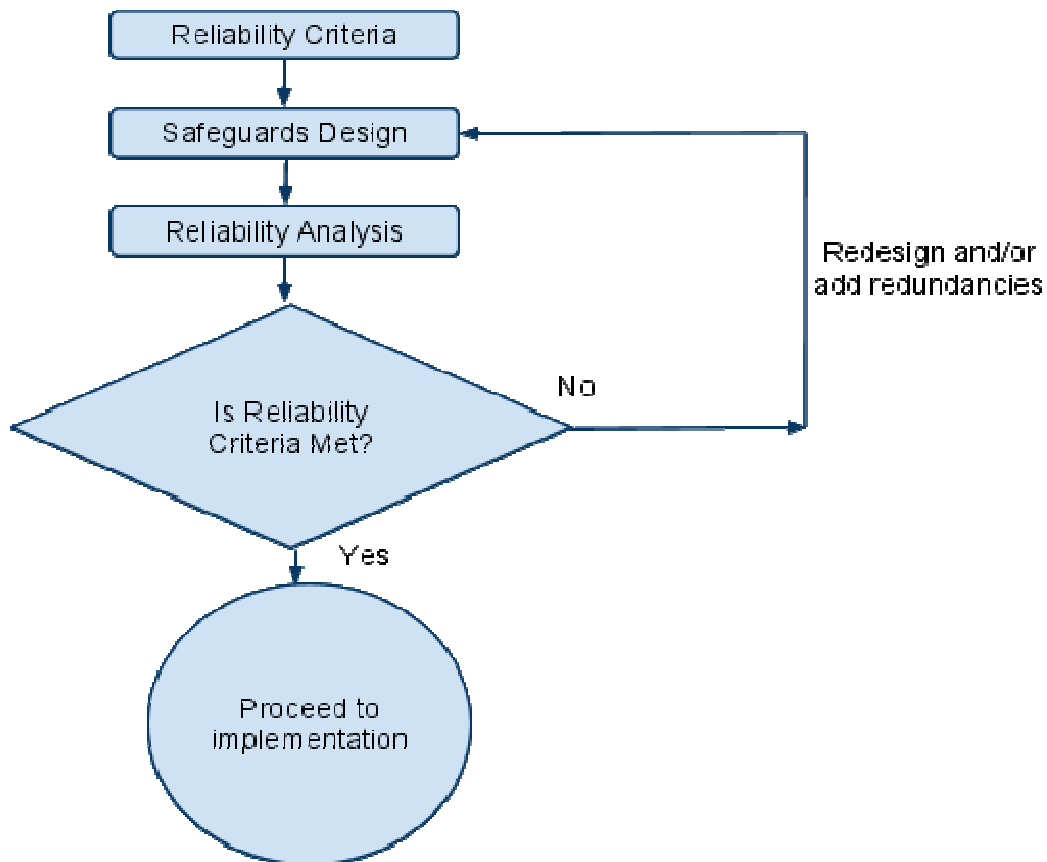 Reliability Criteria
Safeguards Design
Reliability Analysis
Redesign and/or
add redundancies
No
Is Reliability
Criteria Met?
Yes
Proceed to
implementation